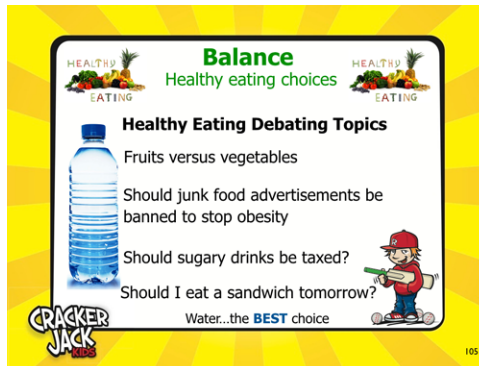 Balance
Healthy eating choices
HEALTHY
EATING
HEALTHY
EATING
Healthy Eating Debating Topics
Fruits versus vegetables
Should junk food advertisements be
banned to stop obesity
Should sugary drinks be taxed?
Should I eat a sandwich tomorrow?
Water...the BEST choice
CRACKER
JACK
KIDS
R
105